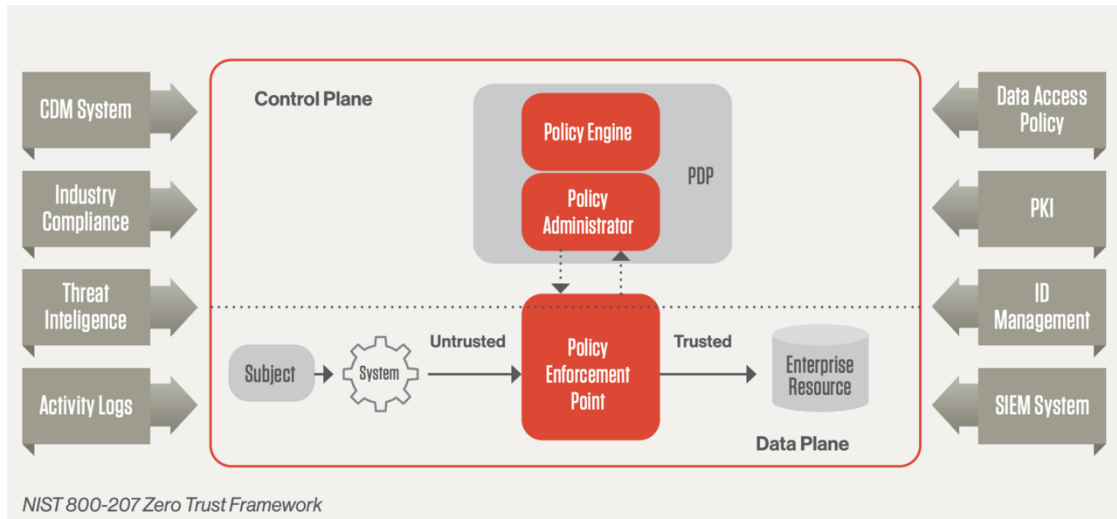 CDM System
Industry
Compliance
Threat
Inteligence
Activity Logs
Control Plane
Policy Engine
Policy
Administrator
PDP
Subject
System
Untrusted
Policy
Enforcement
Point
Trusted
Enterprise
Resource
Data Plane
Data Access
Policy
PKI
ID
Management
SIEM System
NIST 800-207 Zero Trust Framework